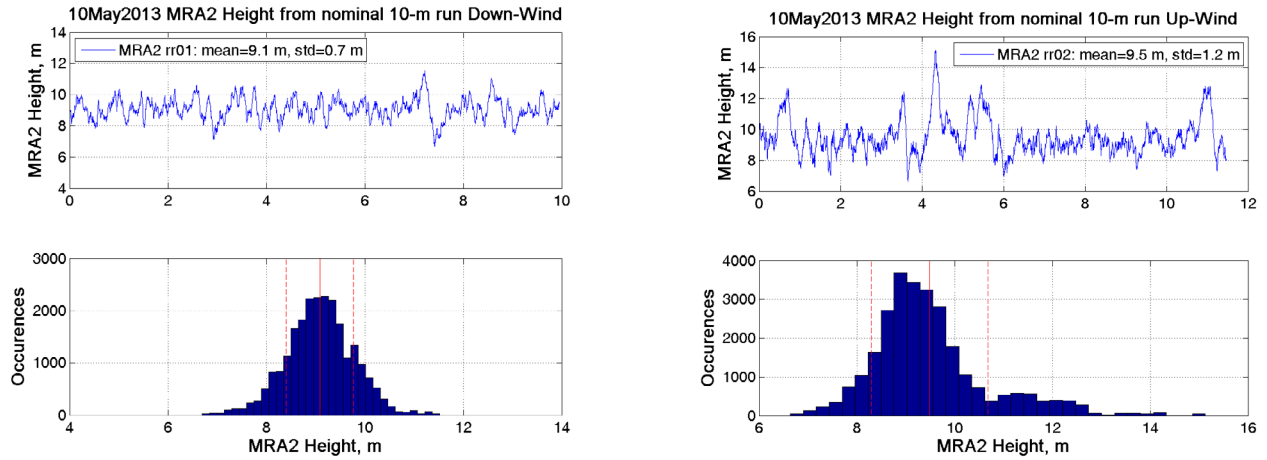 10May2013 MRA2 Height from nominal 10-m run Down-Wind
MRA2 Height, m
14
12
10
8
6
4
MRA2 rr01: mean=9.1 m, std=0.7 m
0 2 4 6 8 10
Occurences
3000
2000
1000
0
4 6 8 10 12 14
MRA2 Height, m
10May2013 MRA2 Height from nominal 10-m run Up-Wind
MRA2 Height, m
16
14
12
10
8
6
MRA2 rr02: mean=9.5 m, std=1.2 m
0 2 4 6 8 10 12
Occurences
4000
3000
2000
1000
0
6 8 10 12 14 16
MRA2 Height, m